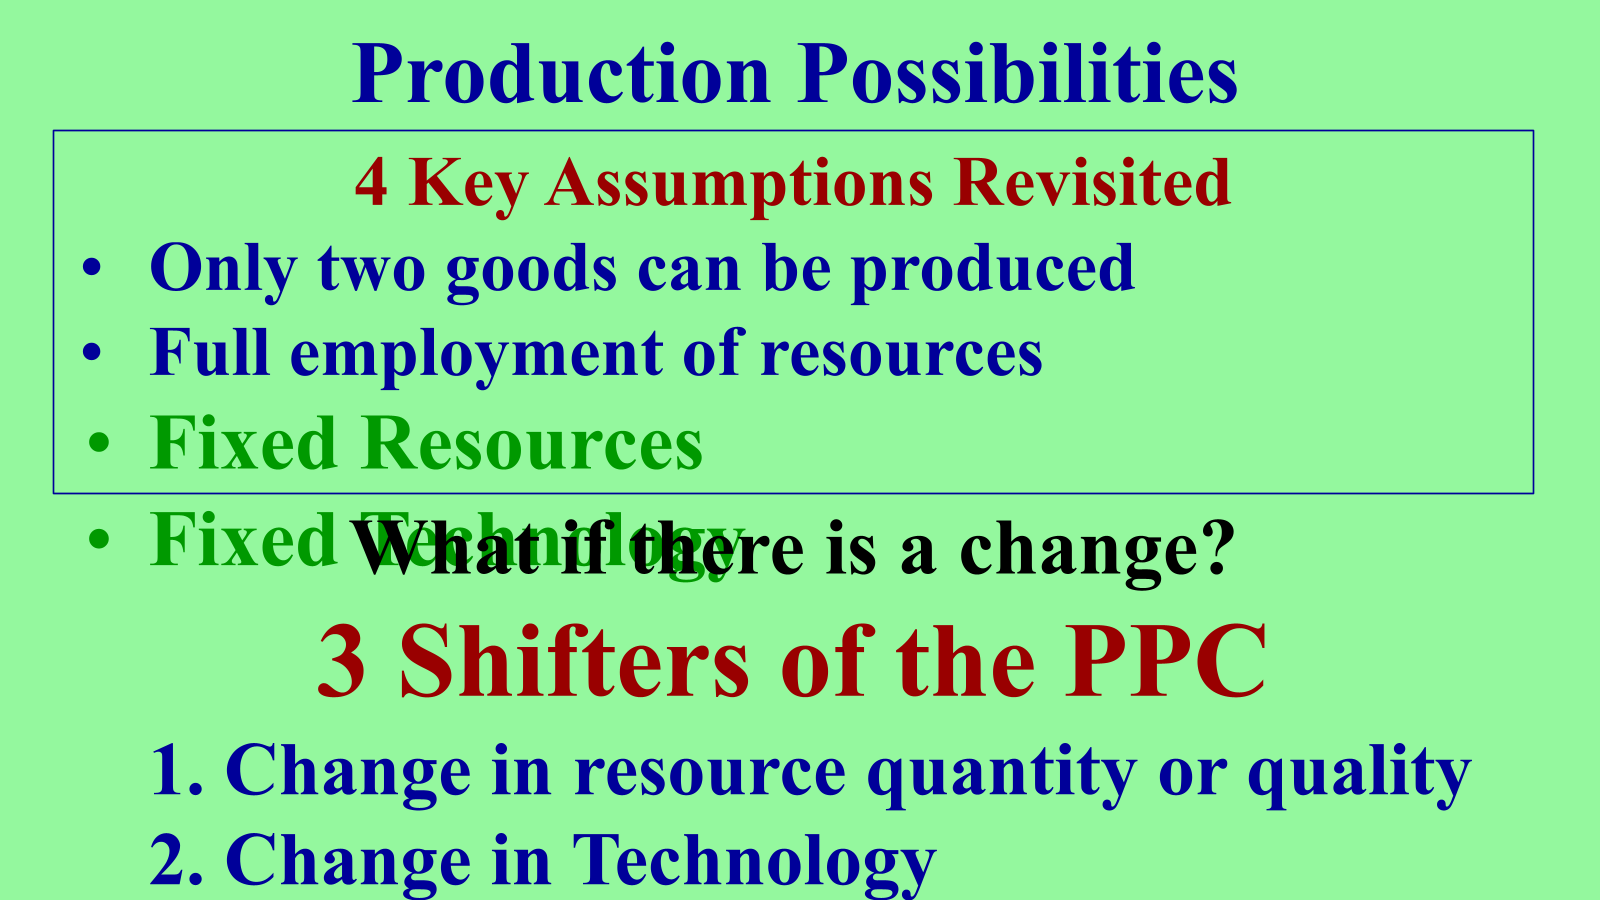 Production Possibilities
4 Key Assumptions Revisited
• Only two goods can be produced
• Full employment of resources
• Fixed Resources
• Fixed Technology
What if there is a change?
3 Shifters of the PPC
1. Change in resource quantity or quality
2. Change in Technology